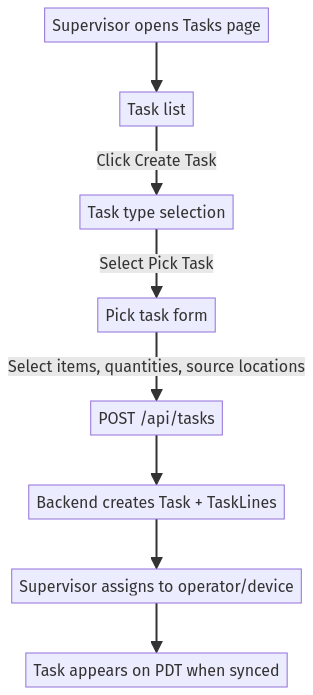 Supervisor opens Tasks page
Task list
Click Create Task
Task type selection
Select Pick Task
Pick task form
Select items, quantities, source locations
POST /api/tasks
Backend creates Task + TaskLines
Supervisor assigns to operator/device
Task appears on PDT when synced